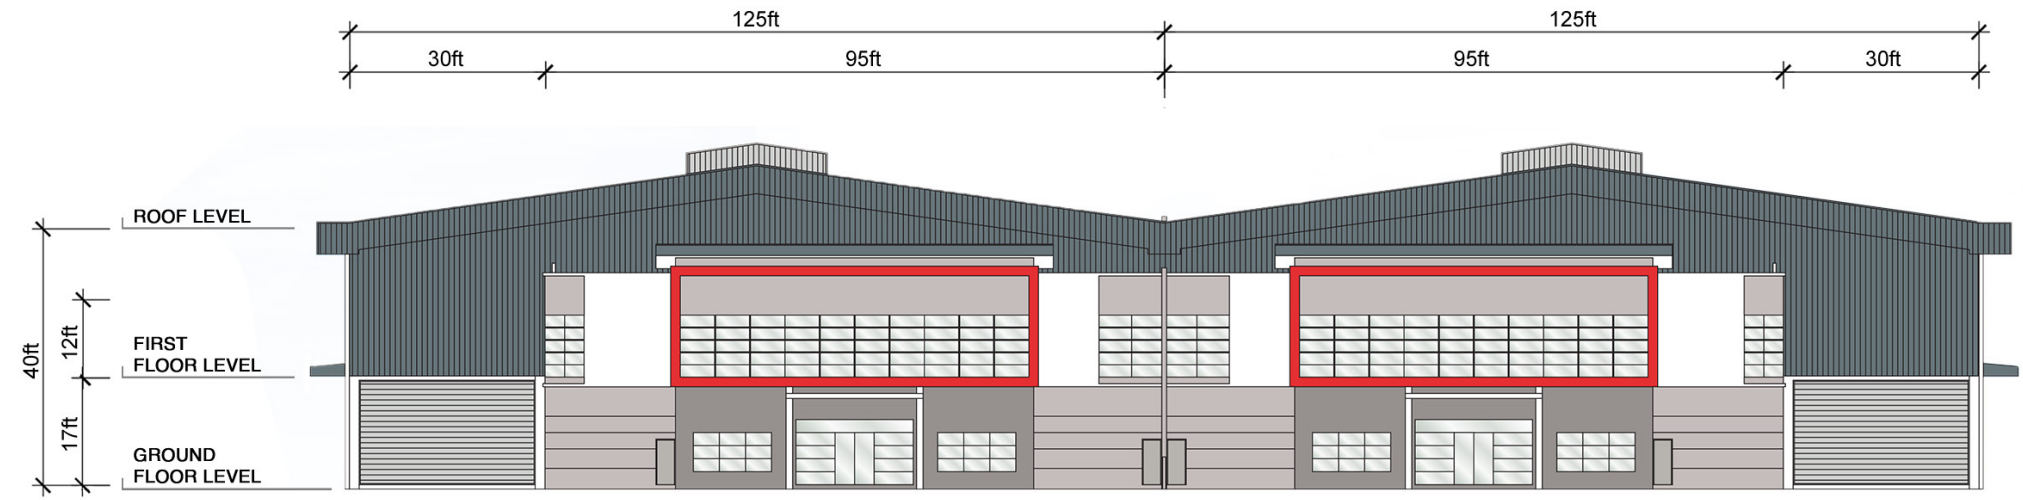 125ft 125ft
30ft 95ft 95ft 30ft
ROOF LEVEL
40ft
12ft
FIRST
FLOOR LEVEL
17ft
GROUND
FLOOR LEVEL